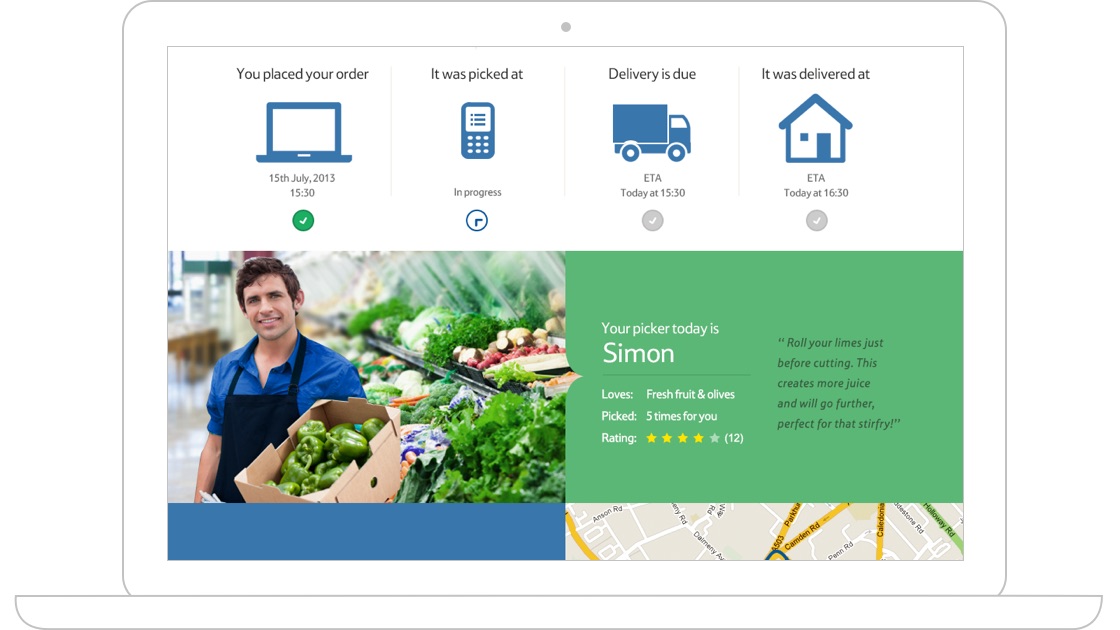 You placed your order
It was picked at
Delivery is due
It was delivered at
15th July, 2013
15:30
In progress
ETA
Today at 15:30
ETA
Today at 16:30
Your picker today is
Simon
Loves: Fresh fruit & olives
Picked: 5 times for you
Rating: (12)
“ Roll your limes just
before cutting. This
creates more juice
and will go further,
perfect for that stirfry!”
Anson Rd
Dalmeny Av
A503
Parkhu
Camden Rd
Penn Rd
Caledonia
Holloway Rd